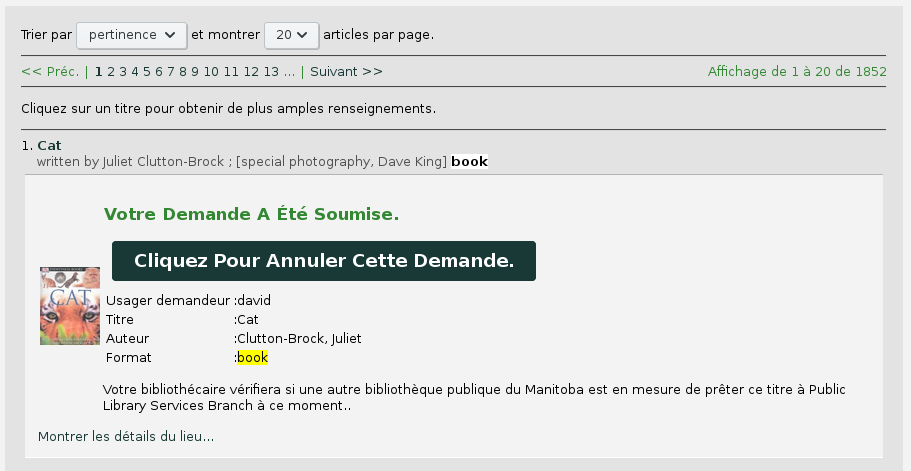 Trier par pertinence et montrer 20 articles par page.
<< Préc. | 1 2 3 4 5 6 7 8 9 10 11 12 13 ... | Suivant >> Affichage de 1 à 20 de 1852
Cliquez sur un titre pour obtenir de plus amples renseignements.
1. Cat
written by Juliet Clutton-Brock ; [special photography, Dave King] book
Votre Demande A Été Soumise.
Cliquez Pour Annuler Cette Demande.
CAT
Usager demandeur :david
Titre :Cat
Auteur :Clutton-Brock, Juliet
Format :book
Votre bibliothécaire vérifiera si une autre bibliothèque publique du Manitoba est en mesure de prêter ce titre à Public
Library Services Branch à ce moment..
Montrer les détails du lieu...